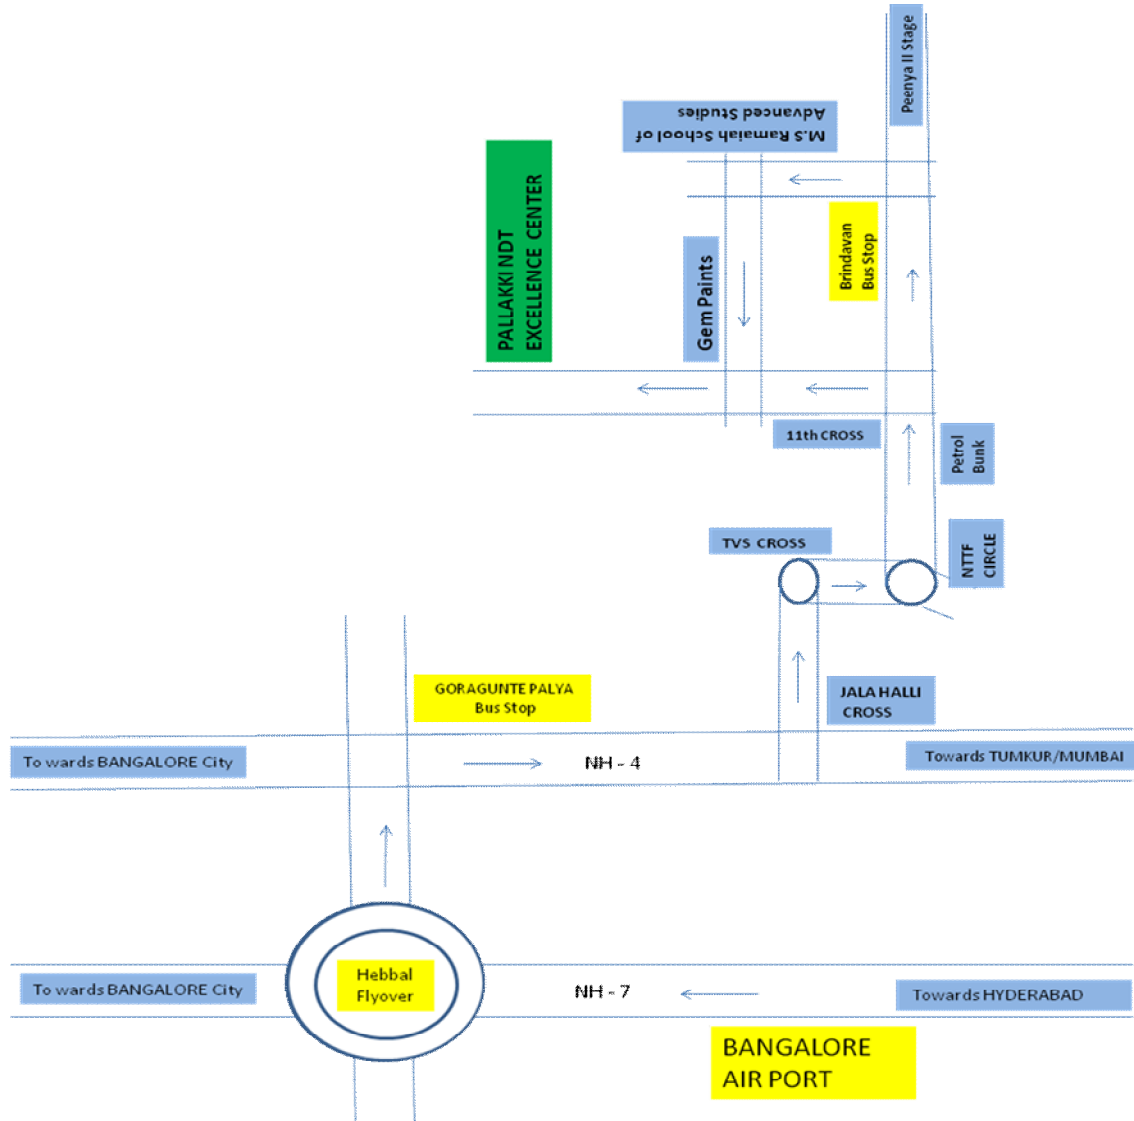 Peenya II Stage
M.S Ramaiah School of
Advanced Studies
PALLAKKI NDT
EXCELLENCE CENTER
Brindavan
Bus Stop
Gem Paints
11th CROSS
Petrol
Bunk
TVS CROSS
NTTF
CIRCLE
GORAGUNTE PALYA
Bus Stop
JALA HALLI
CROSS
To wards BANGALORE City
NH - 4
Towards TUMKUR/MUMBAI
Hebbal
Flyover
To wards BANGALORE City
NH - 7
Towards HYDERABAD
BANGALORE
AIR PORT